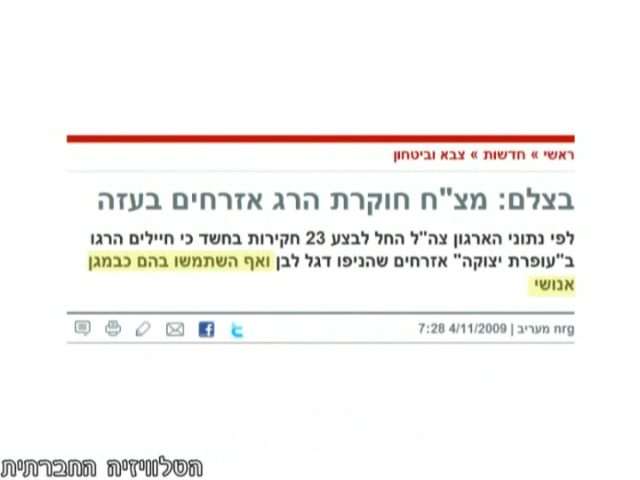 ראשי » חדשות » צבא וביטחון
בצלם: מצ"ח חוקרת הרג אזרחים בעזה
לפי נתוני הארגון צה"ל החל לבצע 23 חקירות בחשד כי חיילים הרגו
ב"עופרת יצוקה" אזרחים שהניפו דגל לבן ואף השתמשו בהם כבמגן
אנושי
nrg מעריב | 4/11/2009 7:28
הטלוויזיה החברתית